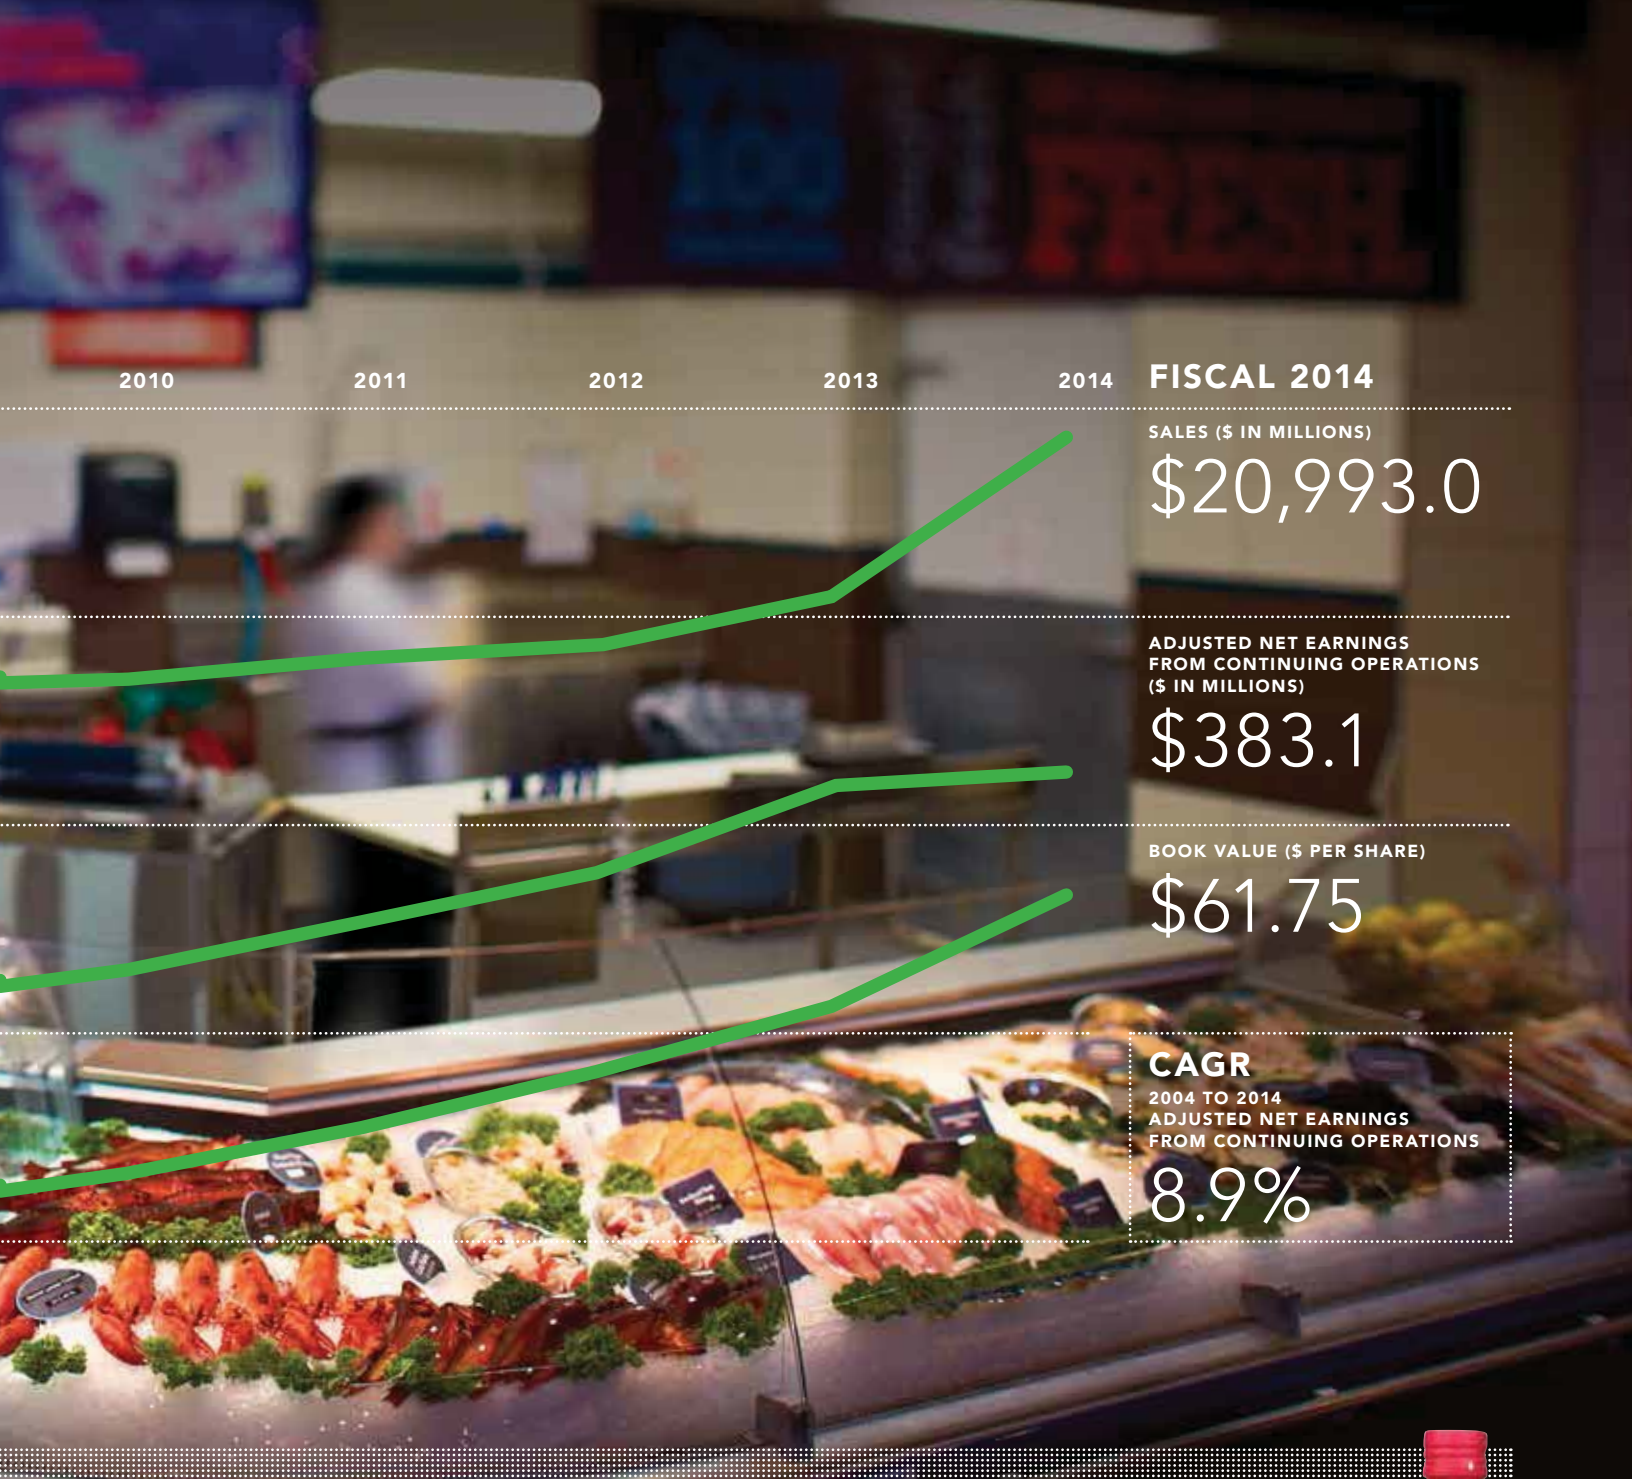 100
FRESH
2010 2011 2012 2013 2014 FISCAL 2014
SALES ($ IN MILLIONS)
$20,993.0
ADJUSTED NET EARNINGS
FROM CONTINUING OPERATIONS
($ IN MILLIONS)
$383.1
BOOK VALUE ($ PER SHARE)
$61.75
CAGR
2004 TO 2014
ADJUSTED NET EARNINGS
FROM CONTINUING OPERATIONS
8.9%